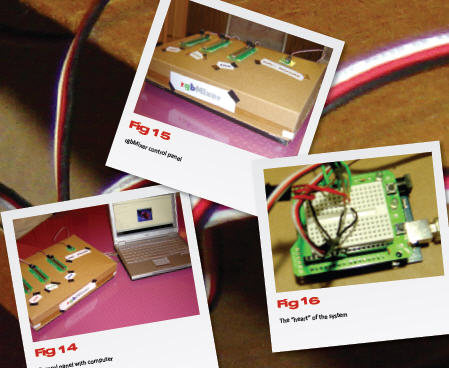 rgbMixer
Fig 15
rgbMixer control panel
Fig 16
The "heart" of the system
Fig 14
panel with computer